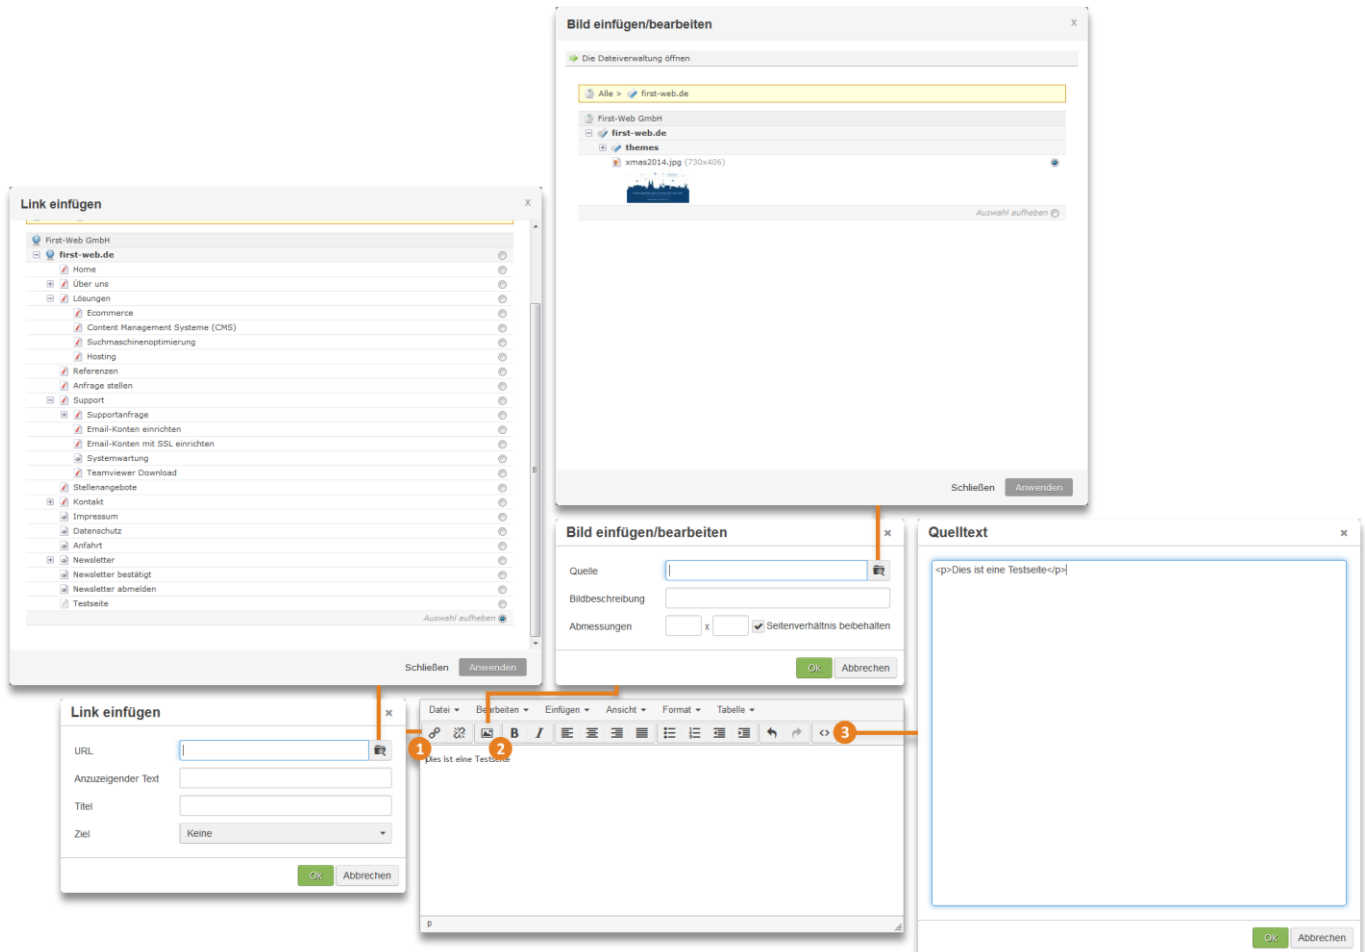 Bild einfügen/bearbeiten
x
Die Dateiverwaltung öffnen
Alle > first-web.de
First-Web GmbH
first-web.de
themes
xmas2014.jpg (730x406)
Auswahl aufheben
Schließen Anwenden
Link einfügen
x
First-Web GmbH
first-web.de
Home
Über uns
Lösungen
Ecommerce
Content Management Systeme (CMS)
Suchmaschinenoptimierung
Hosting
Referenzen
Anfrage stellen
Support
Supportanfrage
Email-Konten einrichten
Email-Konten mit SSL einrichten
Systemwartung
Teamviewer Download
Stellenangebote
Kontakt
Impressum
Datenschutz
Anfahrt
Newsletter
Newsletter bestätigt
Newsletter abmelden
Testseite
Auswahl aufheben
Schließen Anwenden
Bild einfügen/bearbeiten
×
Quelle
Bildbeschreibung
Abmessungen x Seitenverhältnis beibehalten
Ok Abbrechen
Quelltext
×
<p>Dies ist eine Testseite</p>
Ok Abbrechen
Link einfügen
×
URL
Anzuzeigender Text
Titel
Ziel Keine
Ok Abbrechen
Datei Bearbeiten Einfügen Ansicht Format Tabelle
B I
1 2 3
Dies ist eine Testseite
p